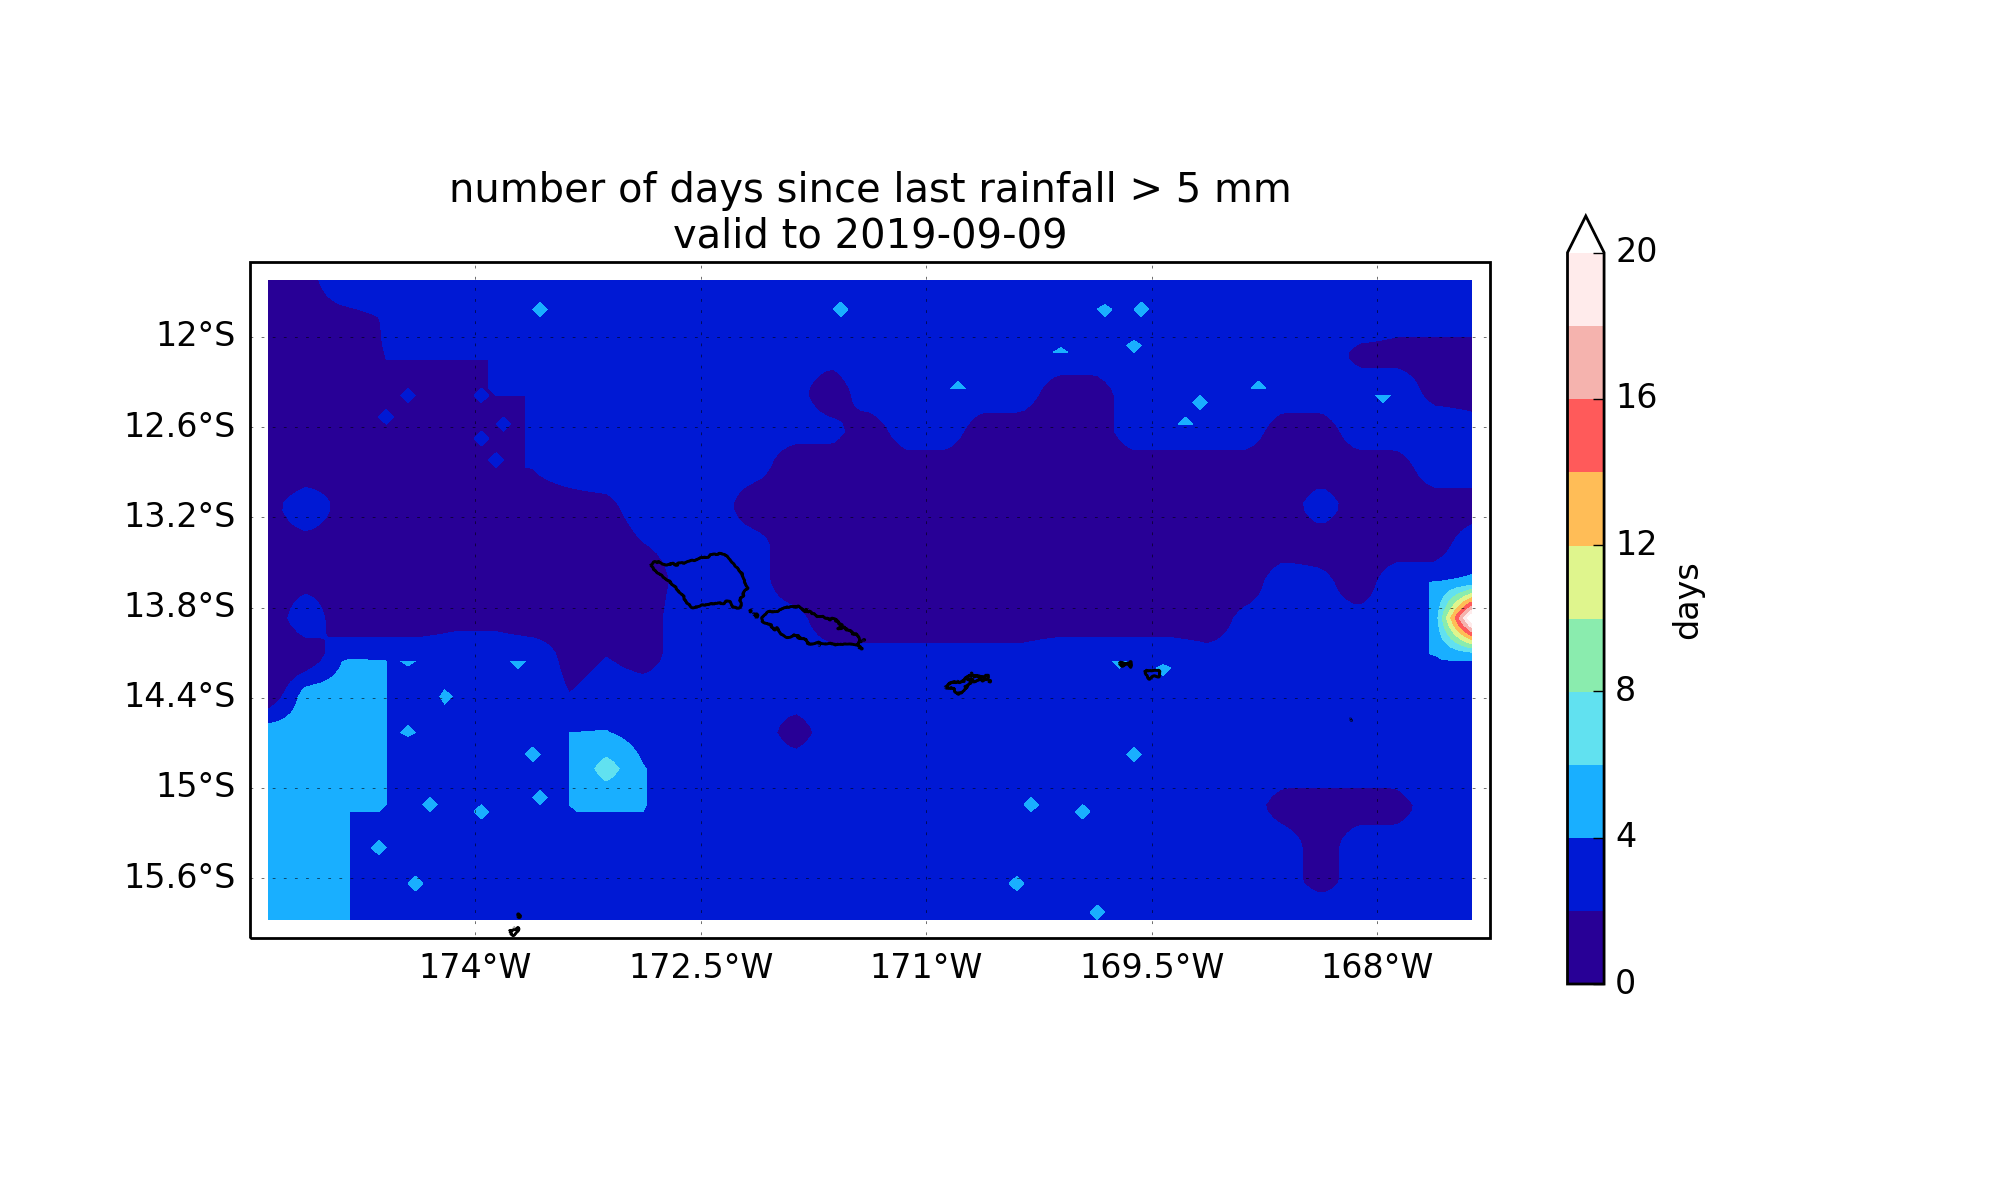 number of days since last rainfall > 5 mm
valid to 2019-09-09
12°S
12.6°S
13.2°S
13.8°S
14.4°S
15°S
15.6°S
174°W
172.5°W
171°W
169.5°W
168°W
20
16
12
8
4
0
days